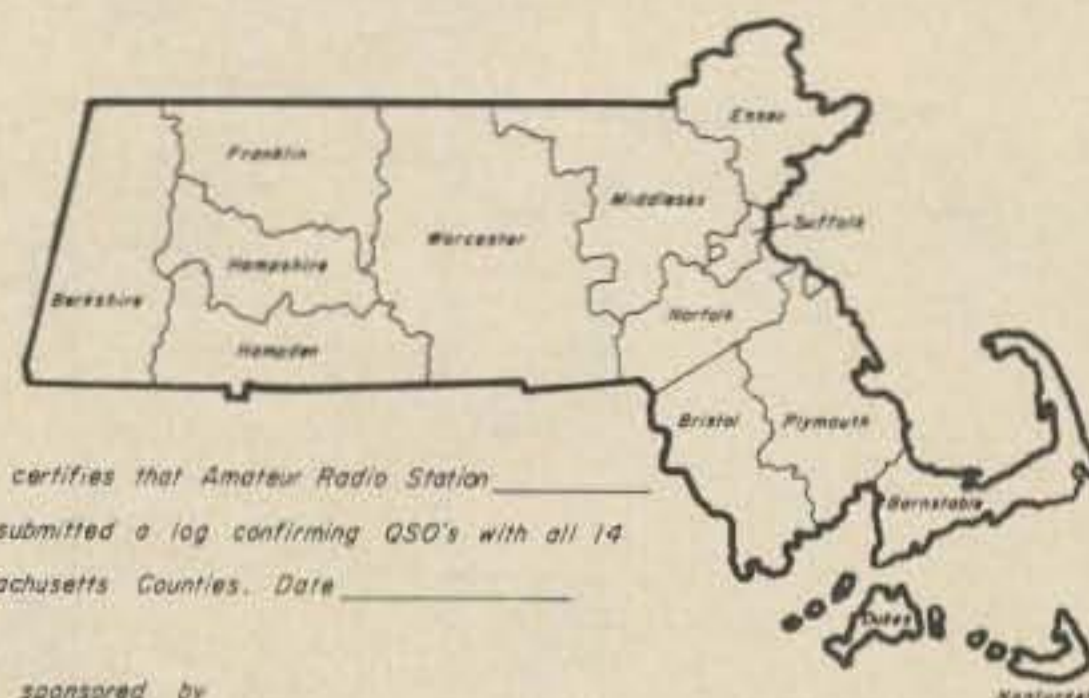 Essex
Franklin
Middlesex
Suffolk
Worcester
Hampshire
Berkshire
Norfolk
Hampden
Bristol
Plymouth
certifies that Amateur Radio Station
submitted a log confirming QSO's with all 14
Barnstable
achusetts Counties. Date
Dukes
sponsored by